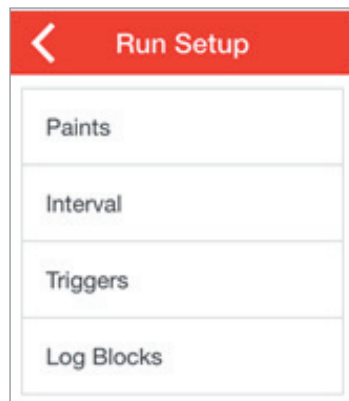 Run Setup
Paints
Interval
Triggers
Log Blocks